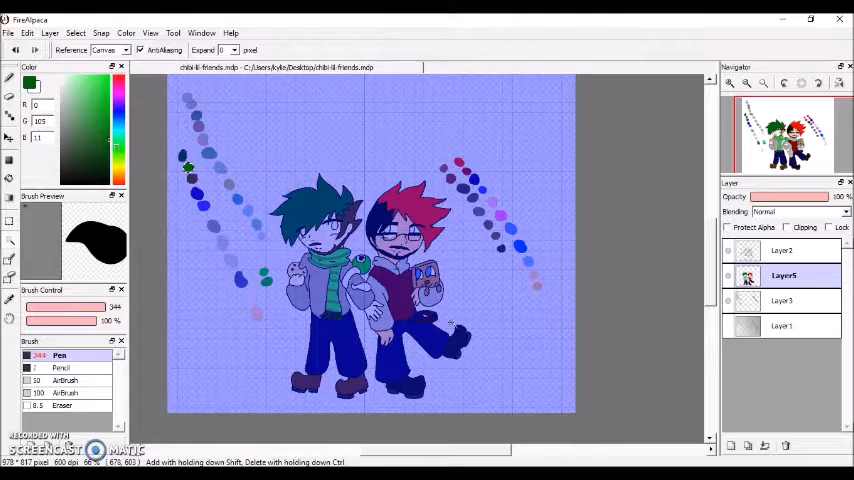 FireAlpaca
File Edit Layer Select Snap Color View Tool Window Help
Reference Canvas AntiAliasing Expand 0 pixel
Color
chibi-lil-friends.mdp - C:/Users/kylie/Desktop/chibi-lil-friends.mdp
Navigator
R 0
G 105
B 11
Brush Preview
Layer
Opacity 100 %
Blending Normal
Protect Alpha Clipping Lock
Layer2
Layer5
Layer3
Layer1
Brush Control
344
100 %
344 Pen
2 Pencil
50 AirBrush
100 AirBrush
8.5 Eraser
RECORDED WITH
SCREENCAST MATIC
978 * 817 pixel 600 dpi 66 % (678, 603) Add with holding down Shift, Delete with holding down Ctrl